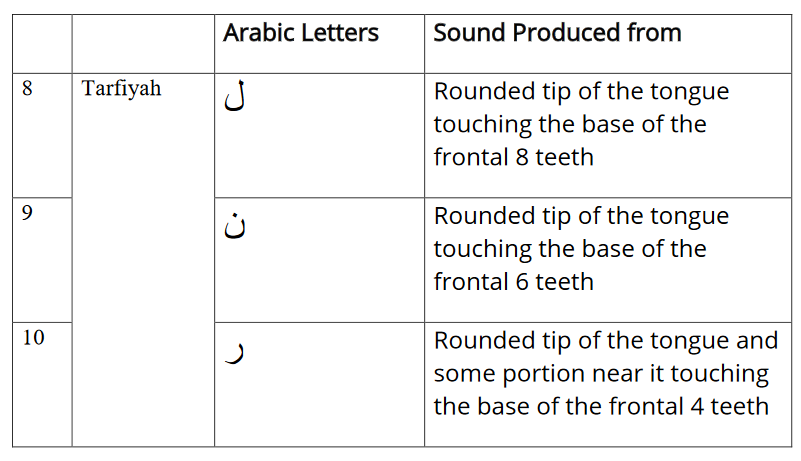 Arabic Letters Sound Produced from
8 Tarfiyah ل Rounded tip of the tongue
touching the base of the
frontal 8 teeth
9 ن Rounded tip of the tongue
touching the base of the
frontal 6 teeth
10 ر Rounded tip of the tongue and
some portion near it touching
the base of the frontal 4 teeth